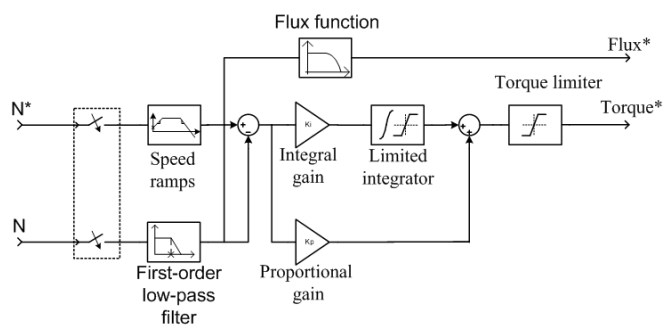 Flux function
Flux*
Torque limiter
N*
Torque*
+
-
Ki
+
+
Speed
ramps
Integral
gain
Limited
integrator
N
Kp
First-order
low-pass
filter
Proportional
gain